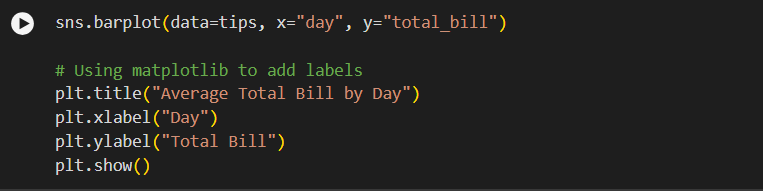 sns.barplot(data=tips, x="day", y="total_bill")
# Using matplotlib to add labels
plt.title("Average Total Bill by Day")
plt.xlabel("Day")
plt.ylabel("Total Bill")
plt.show()